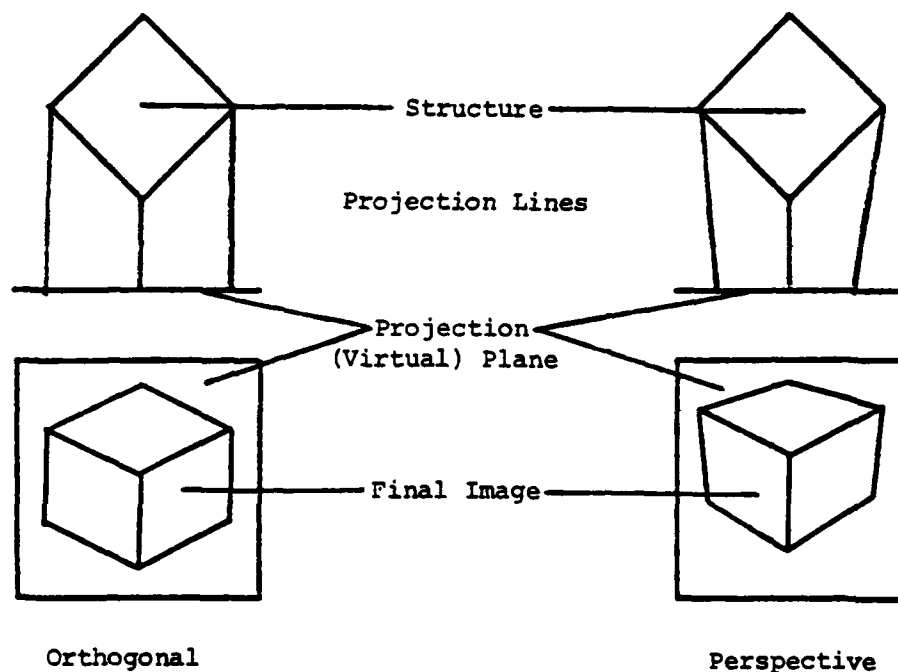 Structure
Projection Lines
Projection
(Virtual) Plane
Final Image
Orthogonal
Perspective